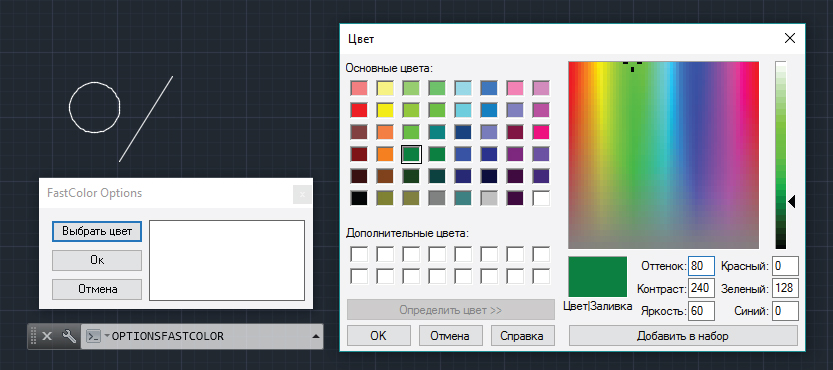 Цвет
Основные цвета:
FastColor Options
x
Выбрать цвет
Ок
Отмена
Дополнительные цвета:
Определить цвет >>
OK
Отмена
Справка
Цвет|Заливка
Оттенок: 80
Красный: 0
Контраст: 240
Зеленый: 128
Яркость: 60
Синий: 0
Добавить в набор
OPTIONSFASTCOLOR